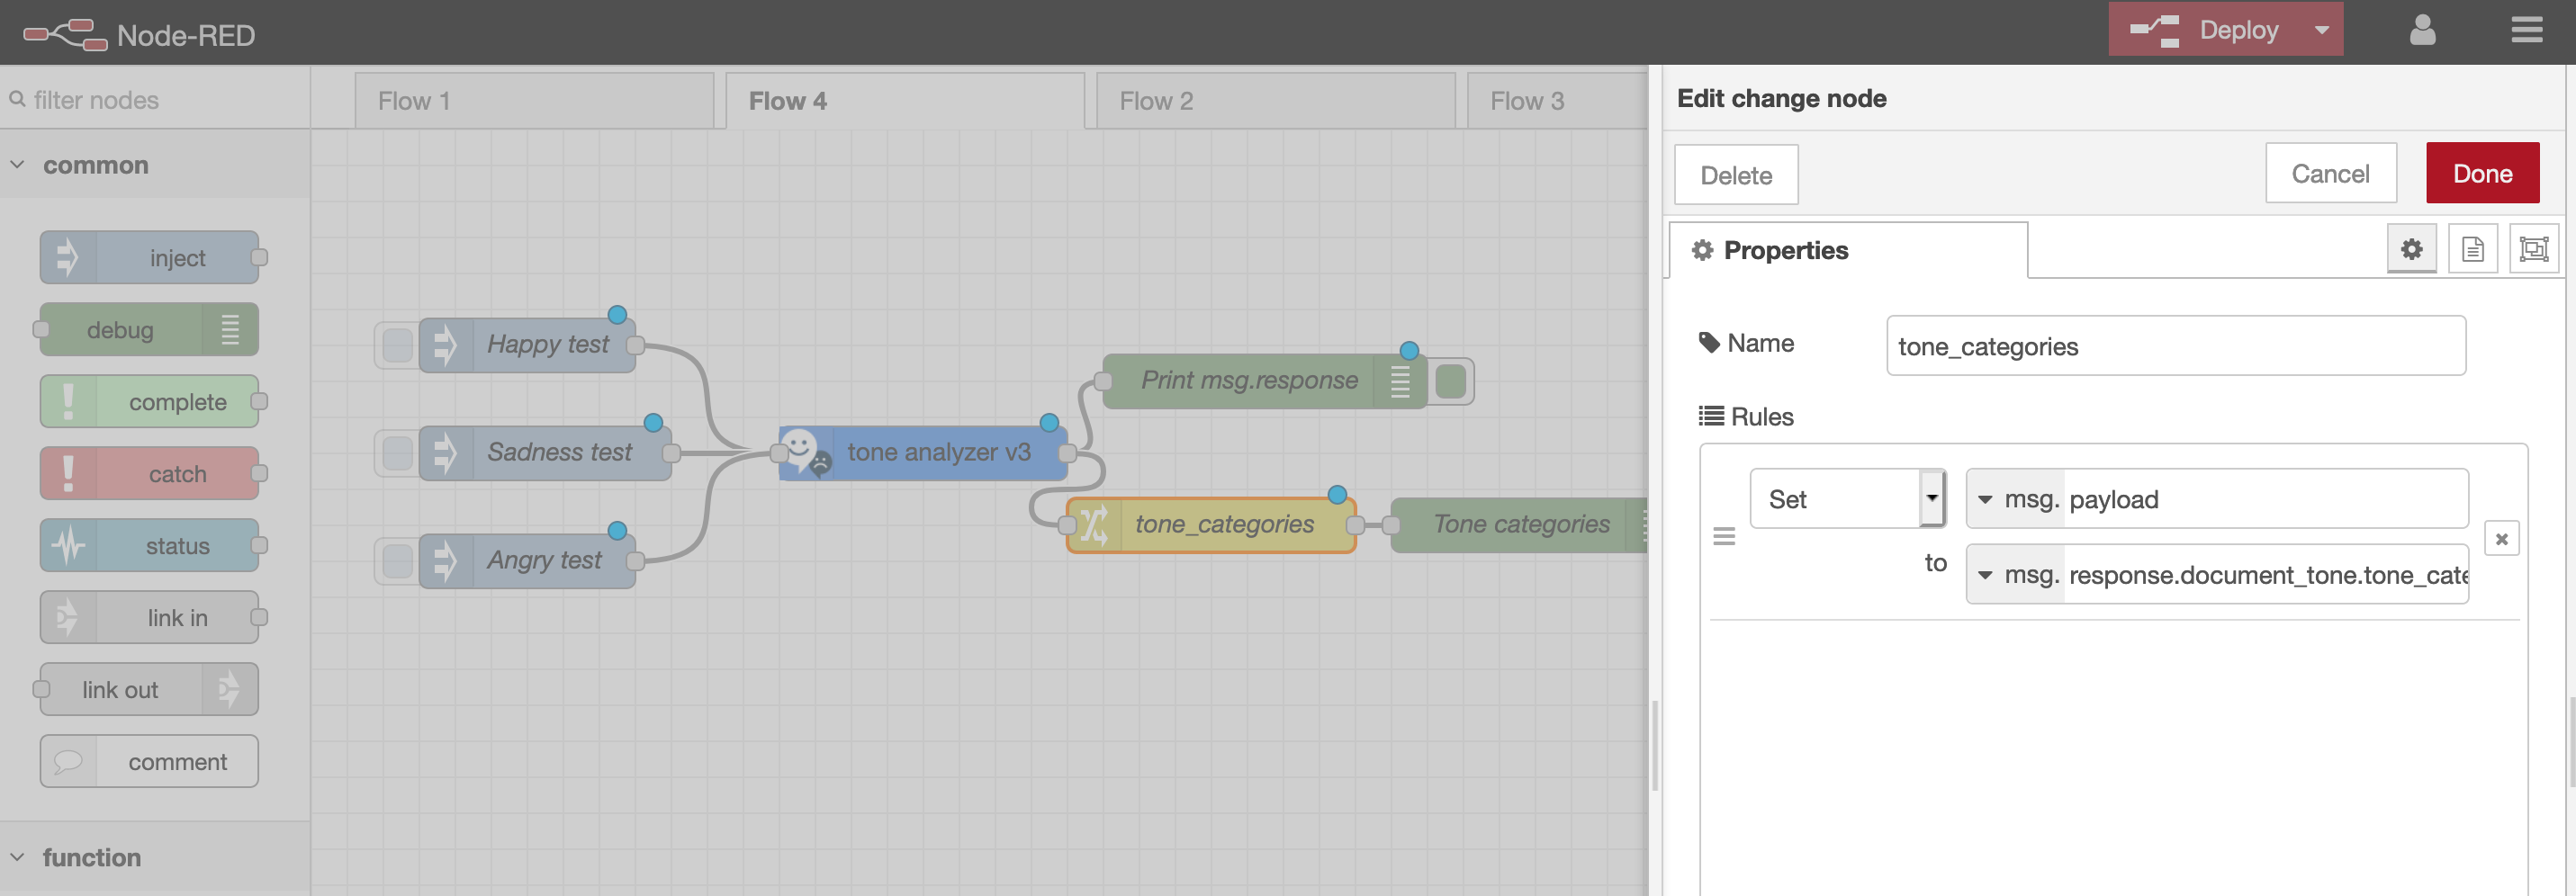 Node-RED
Deploy
filter nodes
Flow 1
Flow 4
Flow 2
Flow 3
common
inject
debug
complete
catch
status
link in
link out
comment
function
Happy test
Sadness test
Angry test
tone analyzer v3
Print msg.response
tone_categories
Tone categories
Edit change node
Delete
Cancel
Done
Properties
Name
tone_categories
Rules
Set
msg. payload
to
msg. response.document_tone.tone_cate